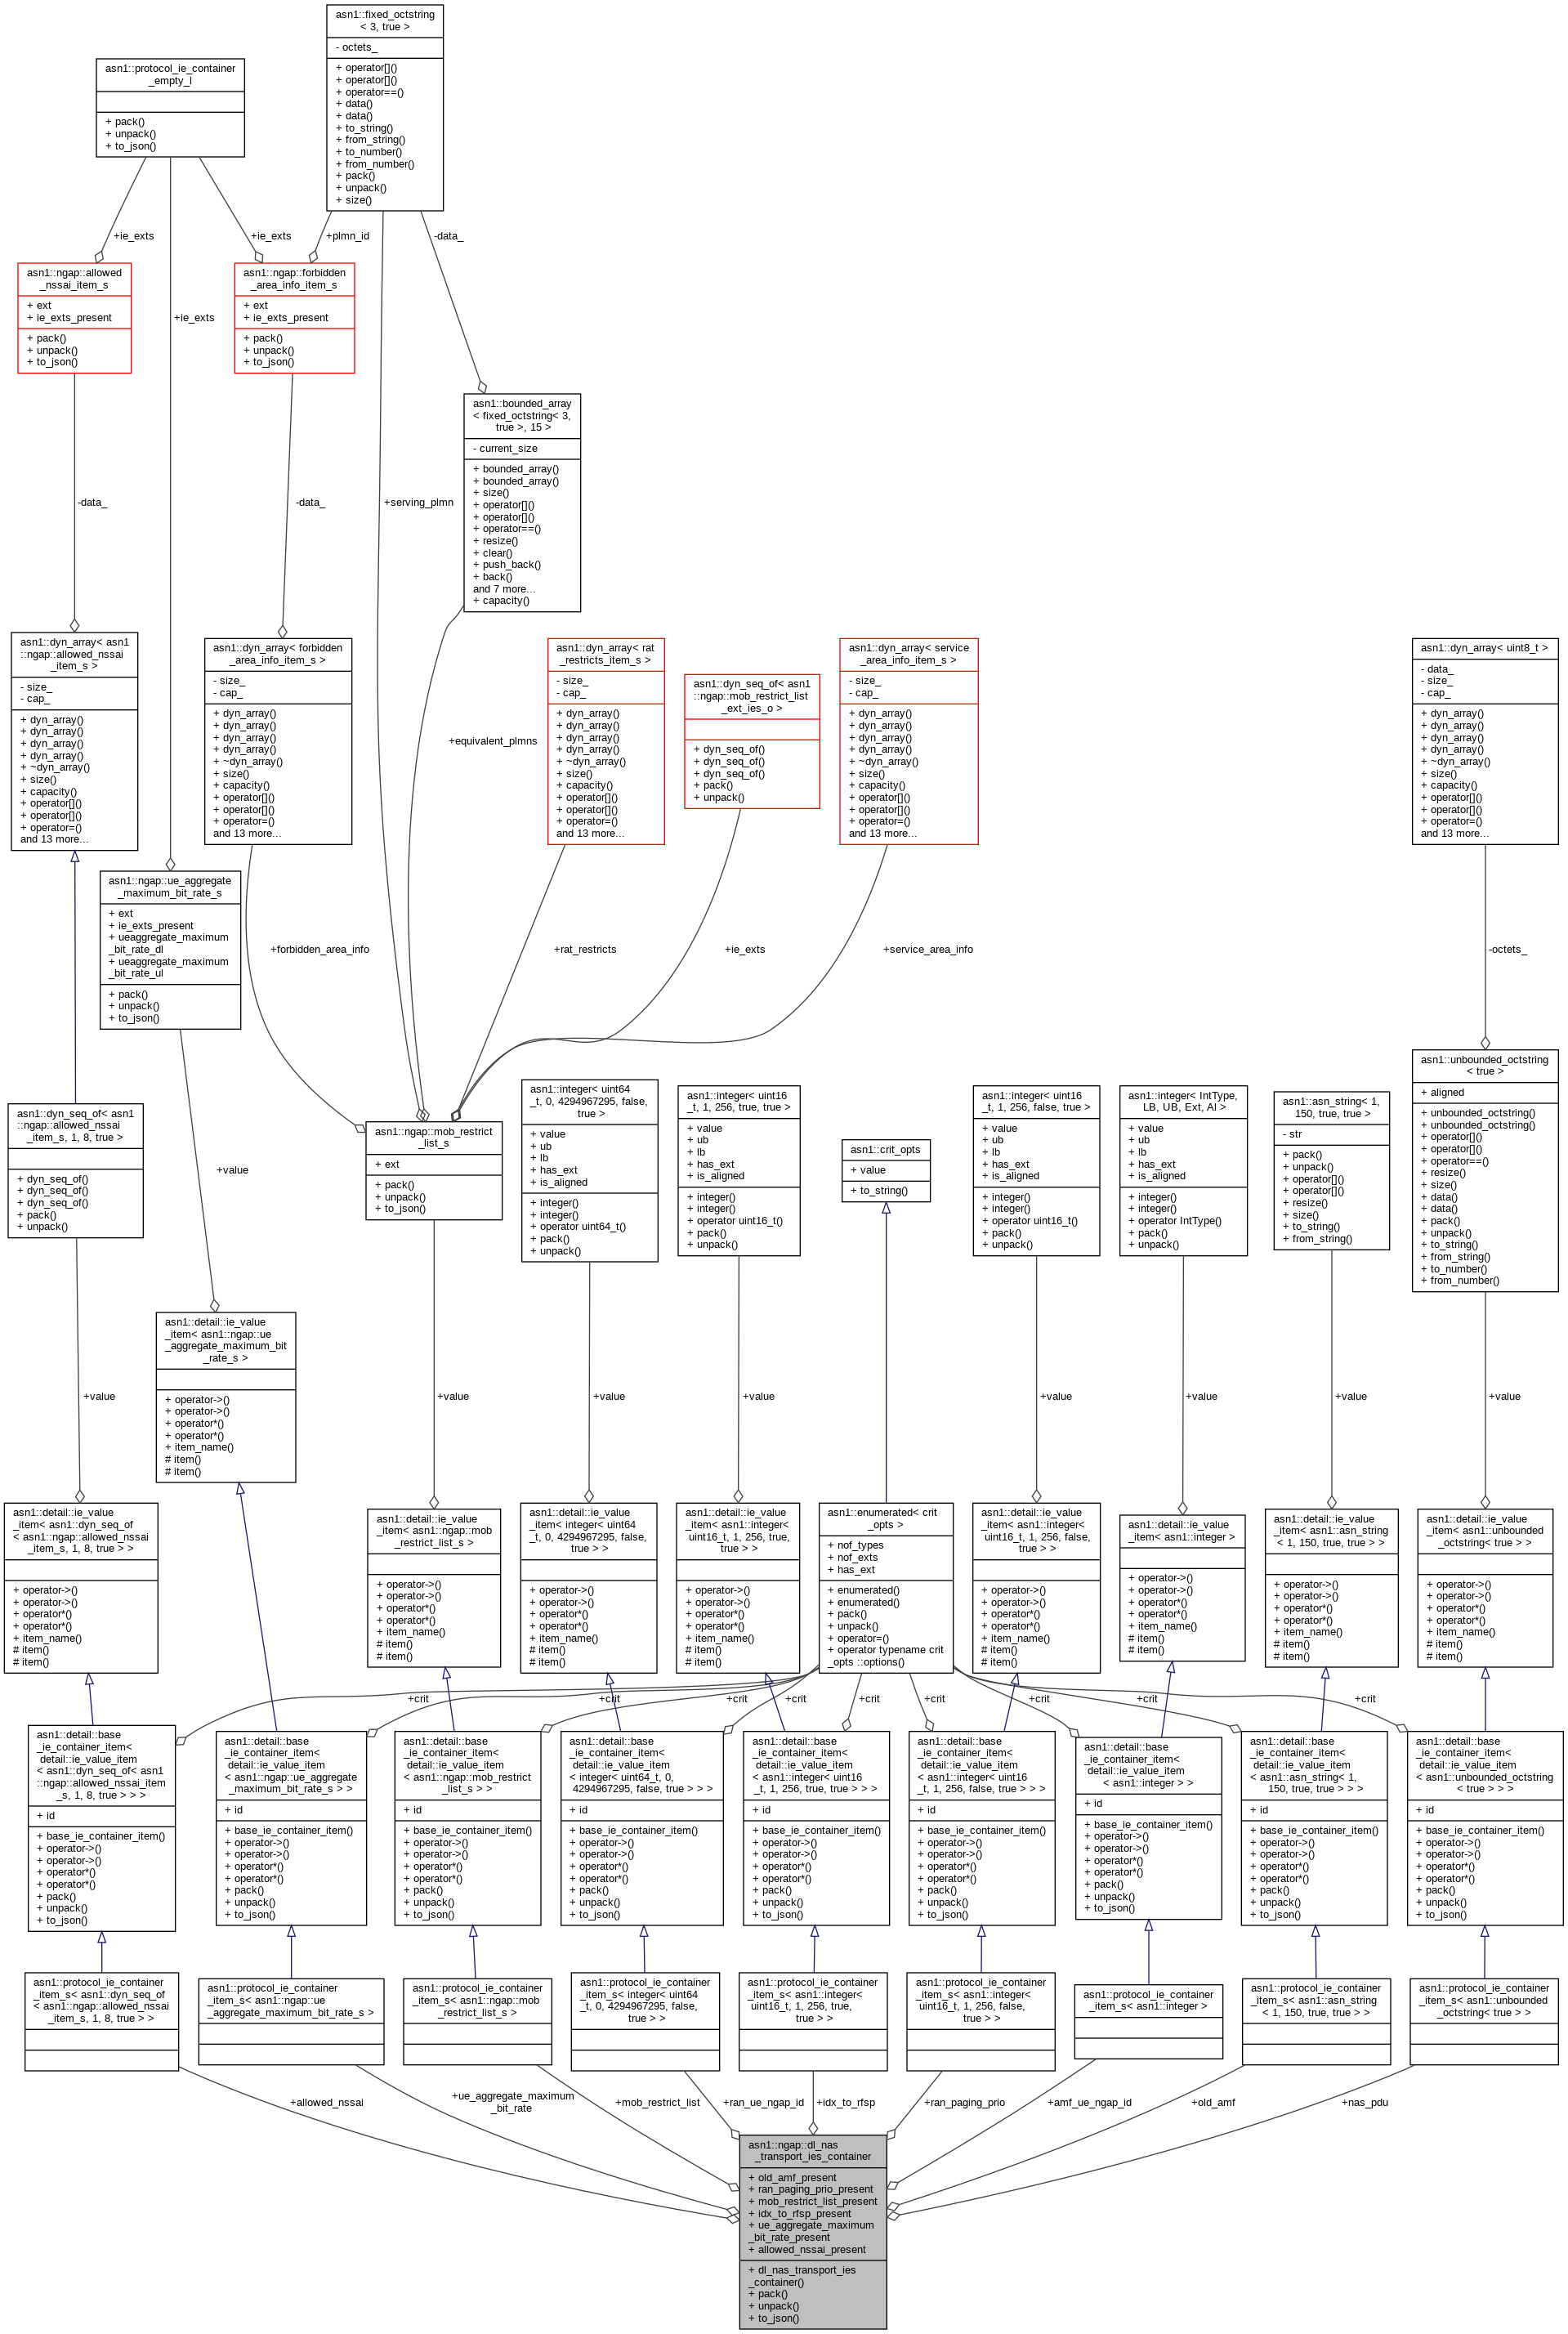 asn1::fixed_octstring
< 3, true >
- octets_
+ operator[]()
+ operator[]()
+ operator==()
+ data()
+ data()
+ to_string()
+ from_string()
+ to_number()
+ from_number()
+ pack()
+ unpack()
+ size()
asn1::protocol_ie_container
_empty_l
+ pack()
+ unpack()
+ to_json()
+ie_exts
+ie_exts
+plmn_id
-data_
asn1::ngap::allowed
_nssai_item_s
+ ext
+ ie_exts_present
+ pack()
+ unpack()
+ to_json()
+ie_exts
asn1::ngap::forbidden
_area_info_item_s
+ ext
+ ie_exts_present
+ pack()
+ unpack()
+ to_json()
asn1::bounded_array
< fixed_octstring< 3,
true >, 15 >
- current_size
+ bounded_array()
+ bounded_array()
+ size()
+ operator[]()
+ operator[]()
+ operator==()
+ resize()
+ clear()
+ push_back()
+ back()
and 7 more...
+ capacity()
-data_
-data_
+serving_plmn
asn1::dyn_array< asn1
::ngap::allowed_nssai
_item_s >
- size_
- cap_
+ dyn_array()
+ dyn_array()
+ dyn_array()
+ dyn_array()
+ ~dyn_array()
+ size()
+ capacity()
+ operator[]()
+ operator[]()
+ operator=()
and 13 more...
asn1::dyn_array< forbidden
_area_info_item_s >
- size_
- cap_
+ dyn_array()
+ dyn_array()
+ dyn_array()
+ dyn_array()
+ ~dyn_array()
+ size()
+ capacity()
+ operator[]()
+ operator[]()
+ operator=()
and 13 more...
+equivalent_plmns
asn1::dyn_array< rat
_restricts_item_s >
- size_
- cap_
+ dyn_array()
+ dyn_array()
+ dyn_array()
+ dyn_array()
+ ~dyn_array()
+ size()
+ capacity()
+ operator[]()
+ operator[]()
+ operator=()
and 13 more...
asn1::dyn_seq_of< asn1
::ngap::mob_restrict_list
_ext_ies_o >
+ dyn_seq_of()
+ dyn_seq_of()
+ dyn_seq_of()
+ pack()
+ unpack()
asn1::dyn_array< service
_area_info_item_s >
- size_
- cap_
+ dyn_array()
+ dyn_array()
+ dyn_array()
+ dyn_array()
+ ~dyn_array()
+ size()
+ capacity()
+ operator[]()
+ operator[]()
+ operator=()
and 13 more...
asn1::dyn_array< uint8_t >
- data_
- size_
- cap_
+ dyn_array()
+ dyn_array()
+ dyn_array()
+ dyn_array()
+ ~dyn_array()
+ size()
+ capacity()
+ operator[]()
+ operator[]()
+ operator=()
and 13 more...
asn1::ngap::ue_aggregate
_maximum_bit_rate_s
+ ext
+ ie_exts_present
+ ueaggregate_maximum
_bit_rate_dl
+ ueaggregate_maximum
_bit_rate_ul
+ pack()
+ unpack()
+ to_json()
+forbidden_area_info
+rat_restricts
+ie_exts
+service_area_info
-octets_
asn1::dyn_seq_of< asn1
::ngap::allowed_nssai
_item_s, 1, 8, true >
+ dyn_seq_of()
+ dyn_seq_of()
+ dyn_seq_of()
+ pack()
+ unpack()
+value
asn1::ngap::mob_restrict
_list_s
+ ext
+ pack()
+ unpack()
+ to_json()
asn1::integer< uint64
_t, 0, 4294967295, false,
true >
+ value
+ ub
+ lb
+ has_ext
+ is_aligned
+ integer()
+ integer()
+ operator uint64_t()
+ pack()
+ unpack()
asn1::integer< uint16
_t, 1, 256, true, true >
+ value
+ ub
+ lb
+ has_ext
+ is_aligned
+ integer()
+ integer()
+ operator uint16_t()
+ pack()
+ unpack()
asn1::crit_opts
+ value
+ to_string()
asn1::integer< uint16
_t, 1, 256, false, true >
+ value
+ ub
+ lb
+ has_ext
+ is_aligned
+ integer()
+ integer()
+ operator uint16_t()
+ pack()
+ unpack()
asn1::integer< IntType,
LB, UB, Ext, Al >
+ value
+ ub
+ lb
+ has_ext
+ is_aligned
+ integer()
+ integer()
+ operator IntType()
+ pack()
+ unpack()
asn1::asn_string< 1,
150, true, true >
- str
+ pack()
+ unpack()
+ operator[]()
+ operator[]()
+ resize()
+ size()
+ to_string()
+ from_string()
asn1::unbounded_octstring
< true >
+ aligned
+ unbounded_octstring()
+ unbounded_octstring()
+ operator[]()
+ operator[]()
+ operator==()
+ resize()
+ size()
+ data()
+ data()
+ pack()
+ unpack()
+ to_string()
+ from_string()
+ to_number()
+ from_number()
asn1::detail::ie_value
_item< asn1::ngap::ue
_aggregate_maximum_bit
_rate_s >
+ operator->()
+ operator->()
+ operator*()
+ operator*()
+ item_name()
# item()
# item()
+value
+value
+value
+value
+value
+value
+value
+value
asn1::detail::ie_value
_item< asn1::dyn_seq_of
< asn1::ngap::allowed_nssai
_item_s, 1, 8, true > >
+ operator->()
+ operator->()
+ operator*()
+ operator*()
+ item_name()
# item()
# item()
asn1::detail::ie_value
_item< asn1::ngap::mob
_restrict_list_s >
+ operator->()
+ operator->()
+ operator*()
+ operator*()
+ item_name()
# item()
# item()
asn1::detail::ie_value
_item< integer< uint64
_t, 0, 4294967295, false,
true > >
+ operator->()
+ operator->()
+ operator*()
+ operator*()
+ item_name()
# item()
# item()
asn1::detail::ie_value
_item< asn1::integer<
uint16_t, 1, 256, true,
true > >
+ operator->()
+ operator->()
+ operator*()
+ operator*()
+ item_name()
# item()
# item()
asn1::enumerated< crit
_opts >
+ nof_types
+ nof_exts
+ has_ext
+ enumerated()
+ enumerated()
+ pack()
+ unpack()
+ operator=()
+ operator typename crit
_opts ::options()
asn1::detail::ie_value
_item< asn1::integer<
uint16_t, 1, 256, false,
true > >
+ operator->()
+ operator->()
+ operator*()
+ operator*()
+ item_name()
# item()
# item()
asn1::detail::ie_value
_item< asn1::integer >
+ operator->()
+ operator->()
+ operator*()
+ operator*()
+ item_name()
# item()
# item()
asn1::detail::ie_value
_item< asn1::asn_string
< 1, 150, true, true > >
+ operator->()
+ operator->()
+ operator*()
+ operator*()
+ item_name()
# item()
# item()
asn1::detail::ie_value
_item< asn1::unbounded
_octstring< true > >
+ operator->()
+ operator->()
+ operator*()
+ operator*()
+ item_name()
# item()
# item()
+crit
+crit
+crit
+crit
+crit
+crit
+crit
+crit
+crit
asn1::detail::base
_ie_container_item<
detail::ie_value_item
< asn1::dyn_seq_of< asn1
::ngap::allowed_nssai_item
_s, 1, 8, true > > >
+ id
+ base_ie_container_item()
+ operator->()
+ operator->()
+ operator*()
+ operator*()
+ pack()
+ unpack()
+ to_json()
asn1::detail::base
_ie_container_item<
detail::ie_value_item
< asn1::ngap::ue_aggregate
_maximum_bit_rate_s > >
+ id
+ base_ie_container_item()
+ operator->()
+ operator->()
+ operator*()
+ operator*()
+ pack()
+ unpack()
+ to_json()
asn1::detail::base
_ie_container_item<
detail::ie_value_item
< asn1::ngap::mob_restrict
_list_s > >
+ id
+ base_ie_container_item()
+ operator->()
+ operator->()
+ operator*()
+ operator*()
+ pack()
+ unpack()
+ to_json()
asn1::detail::base
_ie_container_item<
detail::ie_value_item
< integer< uint64_t, 0,
4294967295, false, true > > >
+ id
+ base_ie_container_item()
+ operator->()
+ operator->()
+ operator*()
+ operator*()
+ pack()
+ unpack()
+ to_json()
asn1::detail::base
_ie_container_item<
detail::ie_value_item
< asn1::integer< uint16
_t, 1, 256, true, true > > >
+ id
+ base_ie_container_item()
+ operator->()
+ operator->()
+ operator*()
+ operator*()
+ pack()
+ unpack()
+ to_json()
asn1::detail::base
_ie_container_item<
detail::ie_value_item
< asn1::integer< uint16
_t, 1, 256, false, true > > >
+ id
+ base_ie_container_item()
+ operator->()
+ operator->()
+ operator*()
+ operator*()
+ pack()
+ unpack()
+ to_json()
asn1::detail::base
_ie_container_item<
detail::ie_value_item
< asn1::integer > >
+ id
+ base_ie_container_item()
+ operator->()
+ operator->()
+ operator*()
+ operator*()
+ pack()
+ unpack()
+ to_json()
asn1::detail::base
_ie_container_item<
detail::ie_value_item
< asn1::asn_string< 1,
150, true, true > > >
+ id
+ base_ie_container_item()
+ operator->()
+ operator->()
+ operator*()
+ operator*()
+ pack()
+ unpack()
+ to_json()
asn1::detail::base
_ie_container_item<
detail::ie_value_item
< asn1::unbounded_octstring
< true > > >
+ id
+ base_ie_container_item()
+ operator->()
+ operator->()
+ operator*()
+ operator*()
+ pack()
+ unpack()
+ to_json()
asn1::protocol_ie_container
_item_s< asn1::dyn_seq_of
< asn1::ngap::allowed_nssai
_item_s, 1, 8, true > >
asn1::protocol_ie_container
_item_s< asn1::ngap::ue
_aggregate_maximum_bit_rate_s >
asn1::protocol_ie_container
_item_s< asn1::ngap::mob
_restrict_list_s >
asn1::protocol_ie_container
_item_s< integer< uint64
_t, 0, 4294967295, false,
true > >
asn1::protocol_ie_container
_item_s< asn1::integer<
uint16_t, 1, 256, true,
true > >
asn1::protocol_ie_container
_item_s< asn1::integer<
uint16_t, 1, 256, false,
true > >
asn1::protocol_ie_container
_item_s< asn1::integer >
asn1::protocol_ie_container
_item_s< asn1::asn_string
< 1, 150, true, true > >
asn1::protocol_ie_container
_item_s< asn1::unbounded
_octstring< true > >
+allowed_nssai
+ue_aggregate_maximum
_bit_rate
+mob_restrict_list
+ran_ue_ngap_id
+idx_to_rfsp
+ran_paging_prio
+amf_ue_ngap_id
+old_amf
+nas_pdu
asn1::ngap::dl_nas
_transport_ies_container
+ old_amf_present
+ ran_paging_prio_present
+ mob_restrict_list_present
+ idx_to_rfsp_present
+ ue_aggregate_maximum
_bit_rate_present
+ allowed_nssai_present
+ dl_nas_transport_ies
_container()
+ pack()
+ unpack()
+ to_json()